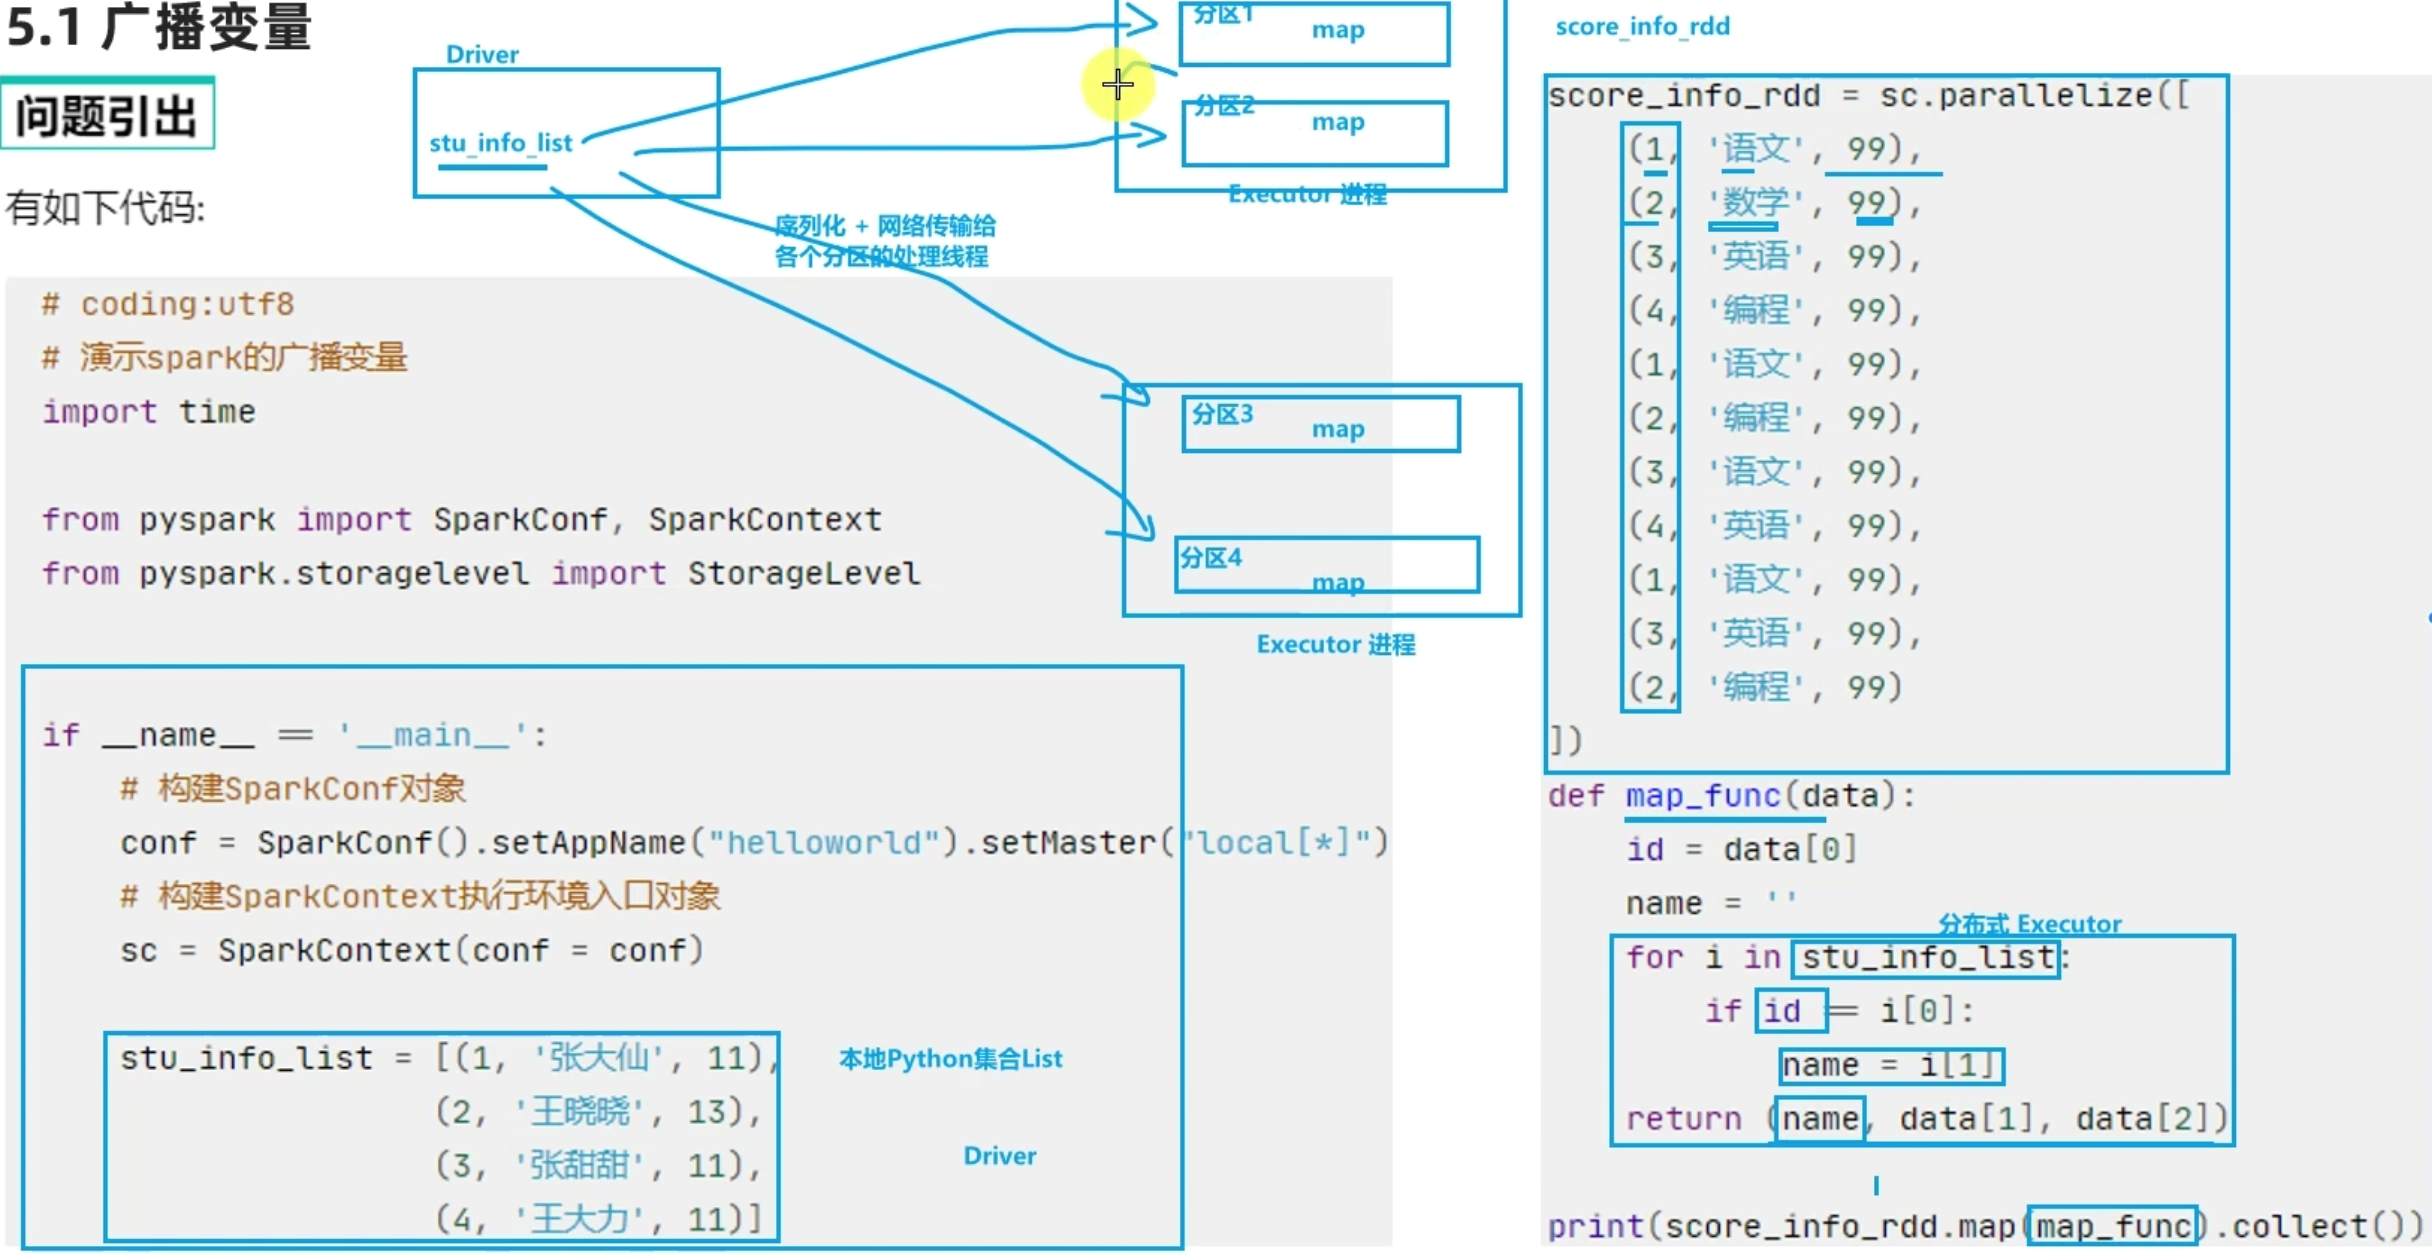 5.1 广播变量
问题引出
有如下代码:
Driver
stu_info_list
序列化 + 网络传输给
各个分区的处理线程
分区1
map
分区2
map
Executor 进程
分区3
map
分区4
map
Executor 进程
# coding:utf8
# 演示spark的广播变量
import time
from pyspark import SparkConf, SparkContext
from pyspark.storagelevel import StorageLevel
if __name__ == '__main__':
    # 构建SparkConf对象
    conf = SparkConf().setAppName("helloworld").setMaster("local[*]")
    # 构建SparkContext执行环境入口对象
    sc = SparkContext(conf = conf)
    stu_info_list = [(1, '张大仙', 11),
                    (2, '王晓晓', 13),
                    (3, '张甜甜', 11),
                    (4, '王大力', 11)]
本地Python集合List
Driver
score_info_rdd
score_info_rdd = sc.parallelize([
    (1, '语文', 99),
    (2, '数学', 99),
    (3, '英语', 99),
    (4, '编程', 99),
    (1, '语文', 99),
    (2, '编程', 99),
    (3, '语文', 99),
    (4, '英语', 99),
    (1, '语文', 99),
    (3, '英语', 99),
    (2, '编程', 99)
])
def map_func(data):
    id = data[0]
    name = ''
分布式 Executor
    for i in stu_info_list:
        if id == i[0]:
            name = i[1]
    return (name, data[1], data[2])
print(score_info_rdd.map(map_func).collect())